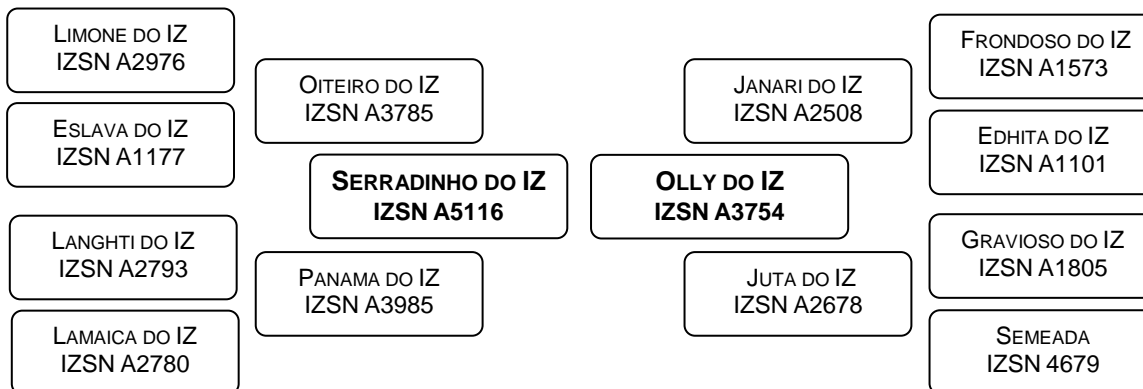 LIMONE DO IZ
IZSN A2976
ESLAVA DO IZ
IZSN A1177
LANGHTI DO IZ
IZSN A2793
LAMAICA DO IZ
IZSN A2780
OITEIRO DO IZ
IZSN A3785
PANAMA DO IZ
IZSN A3985
SERRADINHO DO IZ
IZSN A5116
OLLY DO IZ
IZSN A3754
JANARI DO IZ
IZSN A2508
JUTA DO IZ
IZSN A2678
FRONDOSO DO IZ
IZSN A1573
EDHITA DO IZ
IZSN A1101
GRAVIOSO DO IZ
IZSN A1805
SEMEADA
IZSN 4679